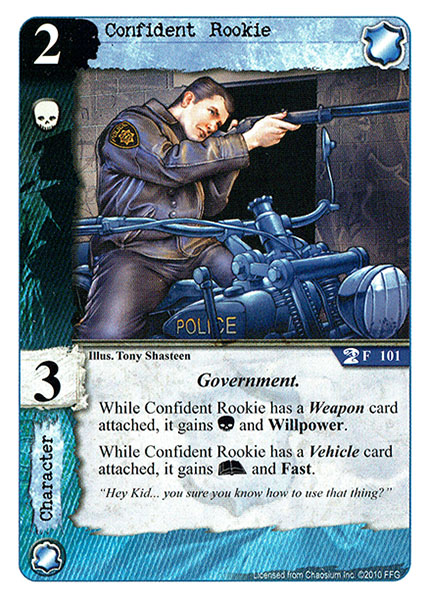 2
Confident Rookie
POLICE
Illus. Tony Shasteen
F 101
3
Government.
While Confident Rookie has a Weapon card
attached, it gains and Willpower.
While Confident Rookie has a Vehicle card
attached, it gains and Fast.
“Hey Kid... you sure you know how to use that thing?”
Character
Licensed from Chaosium Inc. ©2010 FFG